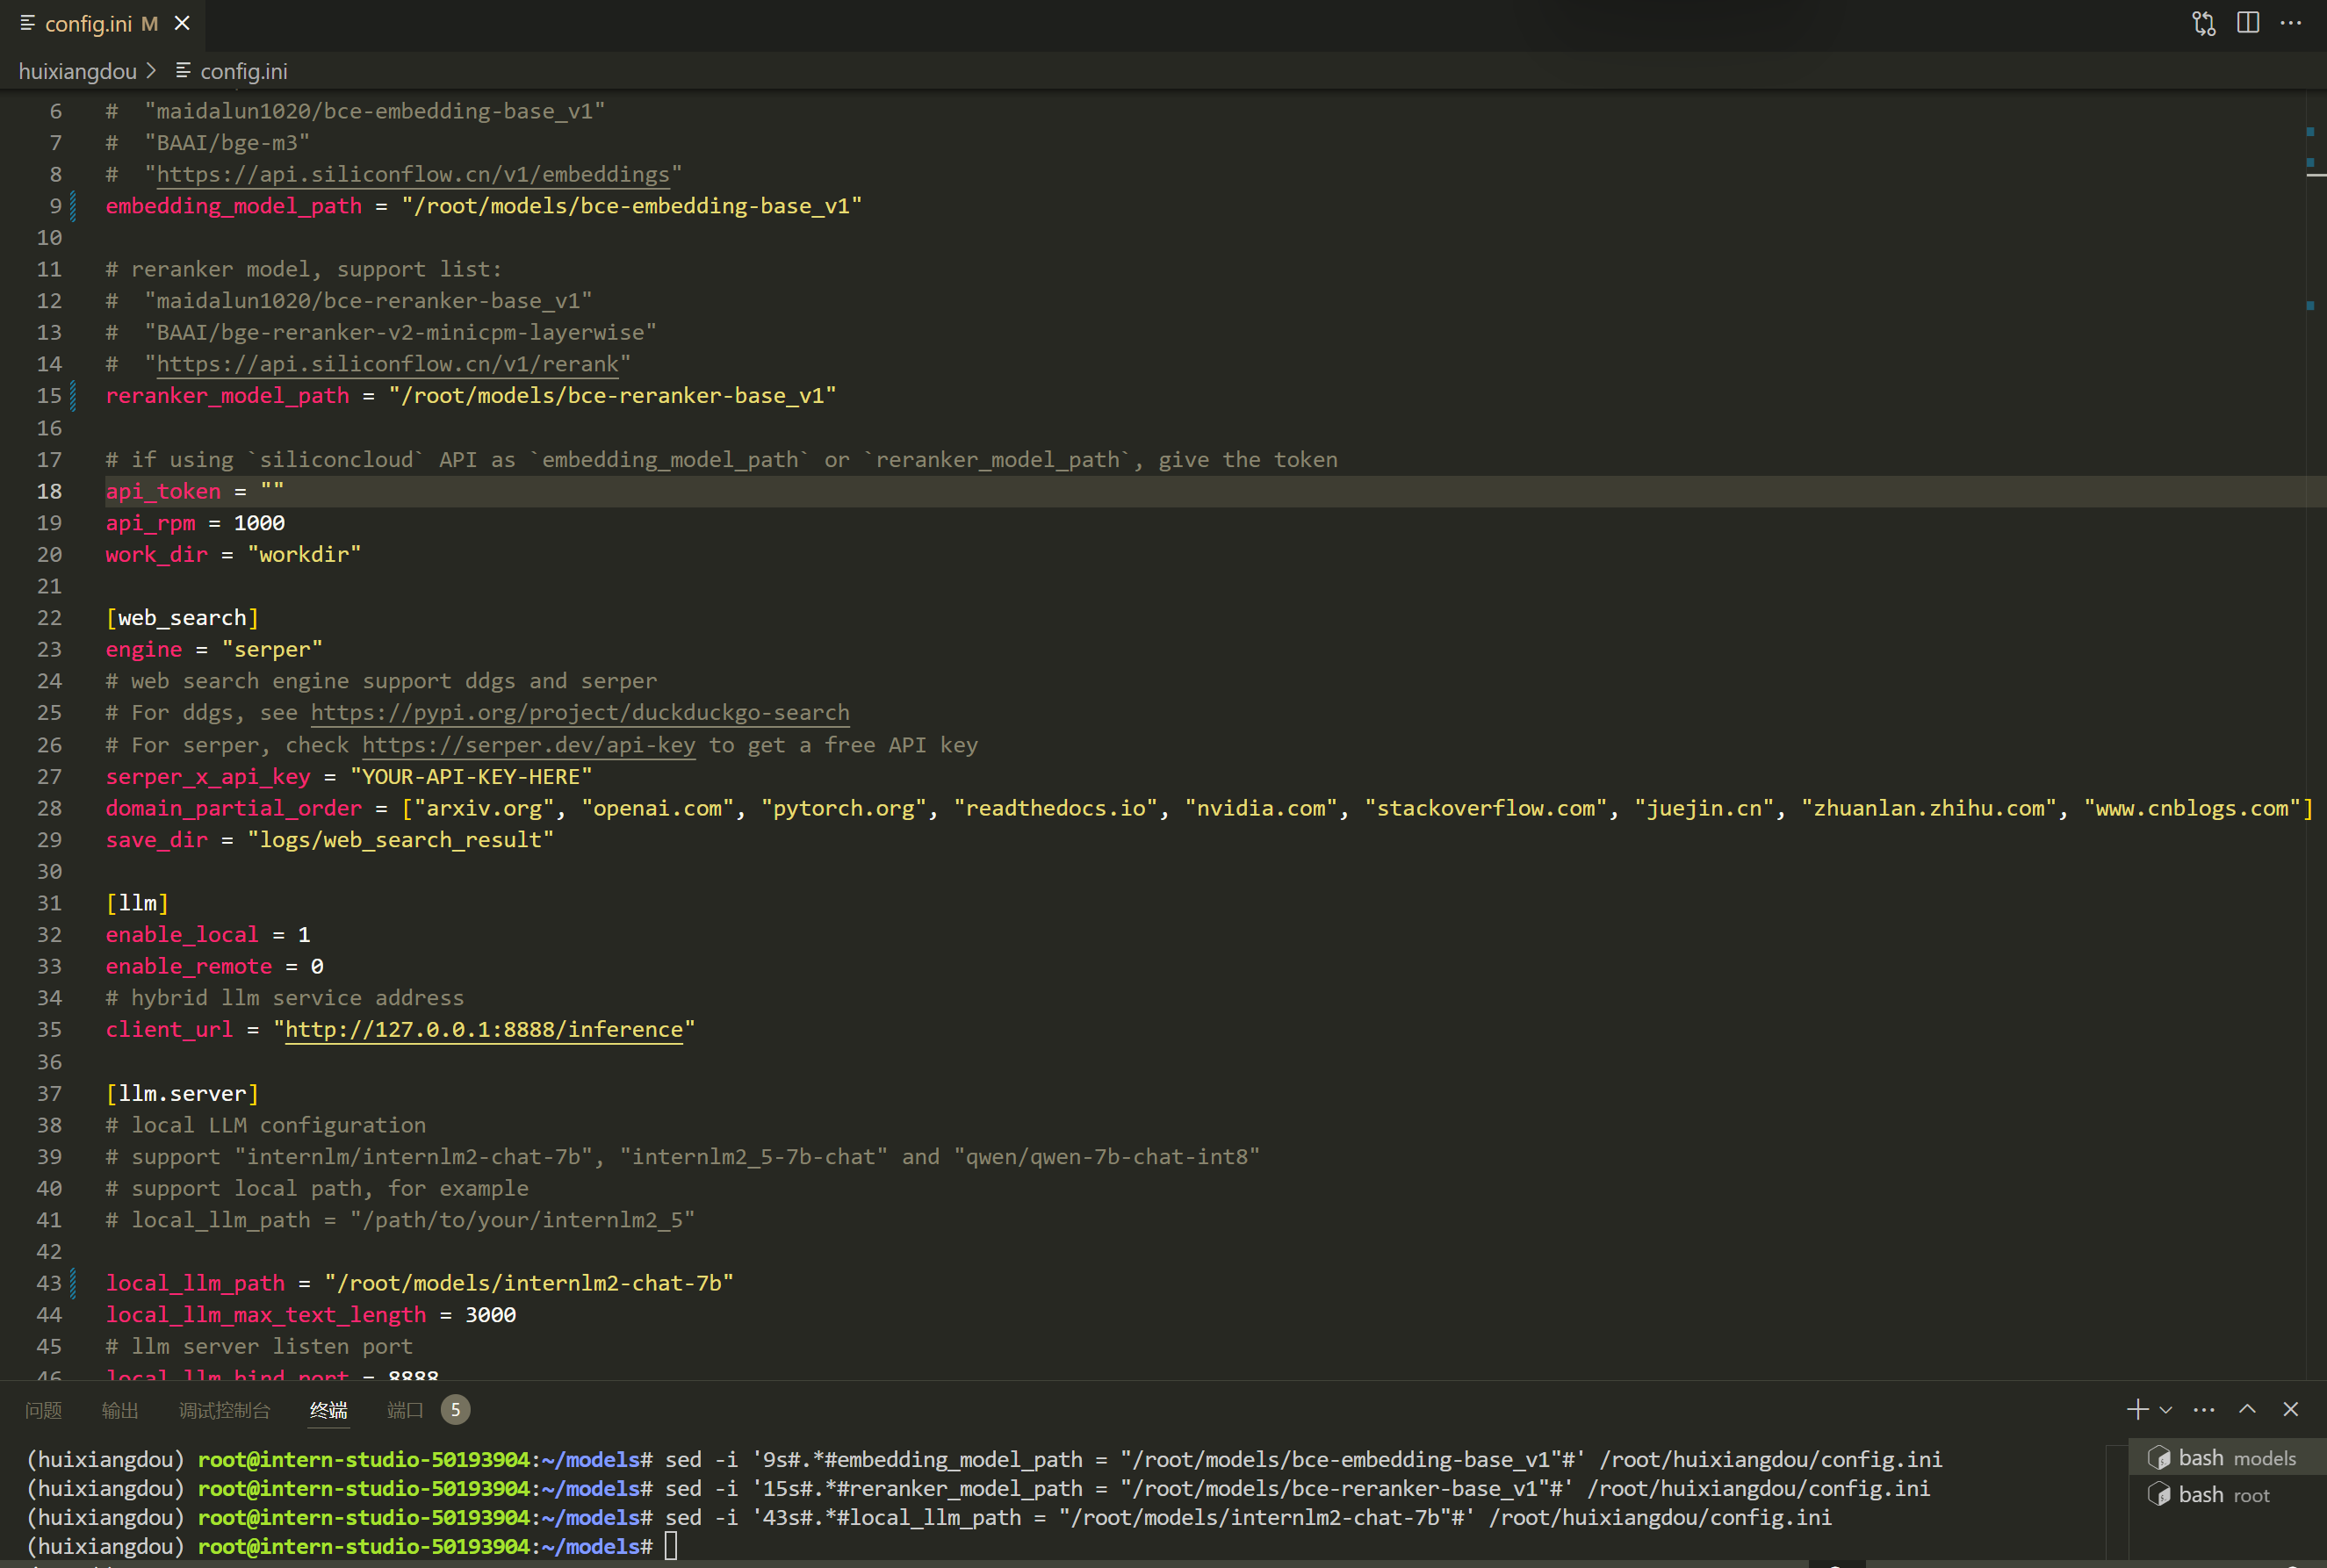 config.ini M
huixiangdou > config.ini
6 # "maidalun1020/bce-embedding-base_v1"
7 # "BAAI/bge-m3"
8 # "https://api.siliconflow.cn/v1/embeddings"
9 embedding_model_path = "/root/models/bce-embedding-base_v1"
10
11 # reranker model, support list:
12 # "maidalun1020/bce-reranker-base_v1"
13 # "BAAI/bge-reranker-v2-minicpm-layerwise"
14 # "https://api.siliconflow.cn/v1/rerank"
15 reranker_model_path = "/root/models/bce-reranker-base_v1"
16
17 # if using `siliconcloud` API as `embedding_model_path` or `reranker_model_path`, give the token
18 api_token = ""
19 api_rpm = 1000
20 work_dir = "workdir"
21
22 [web_search]
23 engine = "serper"
24 # web search engine support ddgs and serper
25 # For ddgs, see https://pypi.org/project/duckduckgo-search
26 # For serper, check https://serper.dev/api-key to get a free API key
27 serper_x_api_key = "YOUR-API-KEY-HERE"
28 domain_partial_order = ["arxiv.org", "openai.com", "pytorch.org", "readthedocs.io", "nvidia.com", "stackoverflow.com", "juejin.cn", "zhuanlan.zhihu.com", "www.cnblogs.com"]
29 save_dir = "logs/web_search_result"
30
31 [llm]
32 enable_local = 1
33 enable_remote = 0
34 # hybrid llm service address
35 client_url = "http://127.0.0.1:8888/inference"
36
37 [llm.server]
38 # local LLM configuration
39 # support "internlm/internlm2-chat-7b", "internlm2_5-7b-chat" and "qwen/qwen-7b-chat-int8"
40 # support local path, for example
41 # local_llm_path = "/path/to/your/internlm2_5"
42
43 local_llm_path = "/root/models/internlm2-chat-7b"
44 local_llm_max_text_length = 3000
45 # llm server listen port
46 local_llm_bind_port = 8888
问题 输出 调试控制台 终端 端口 5
(huixiangdou) root@intern-studio-50193904:~/models# sed -i '9s#.*#embedding_model_path = "/root/models/bce-embedding-base_v1"#' /root/huixiangdou/config.ini
(huixiangdou) root@intern-studio-50193904:~/models# sed -i '15s#.*#reranker_model_path = "/root/models/bce-reranker-base_v1"#' /root/huixiangdou/config.ini
(huixiangdou) root@intern-studio-50193904:~/models# sed -i '43s#.*#local_llm_path = "/root/models/internlm2-chat-7b"#' /root/huixiangdou/config.ini
(huixiangdou) root@intern-studio-50193904:~/models#
bash models
bash root